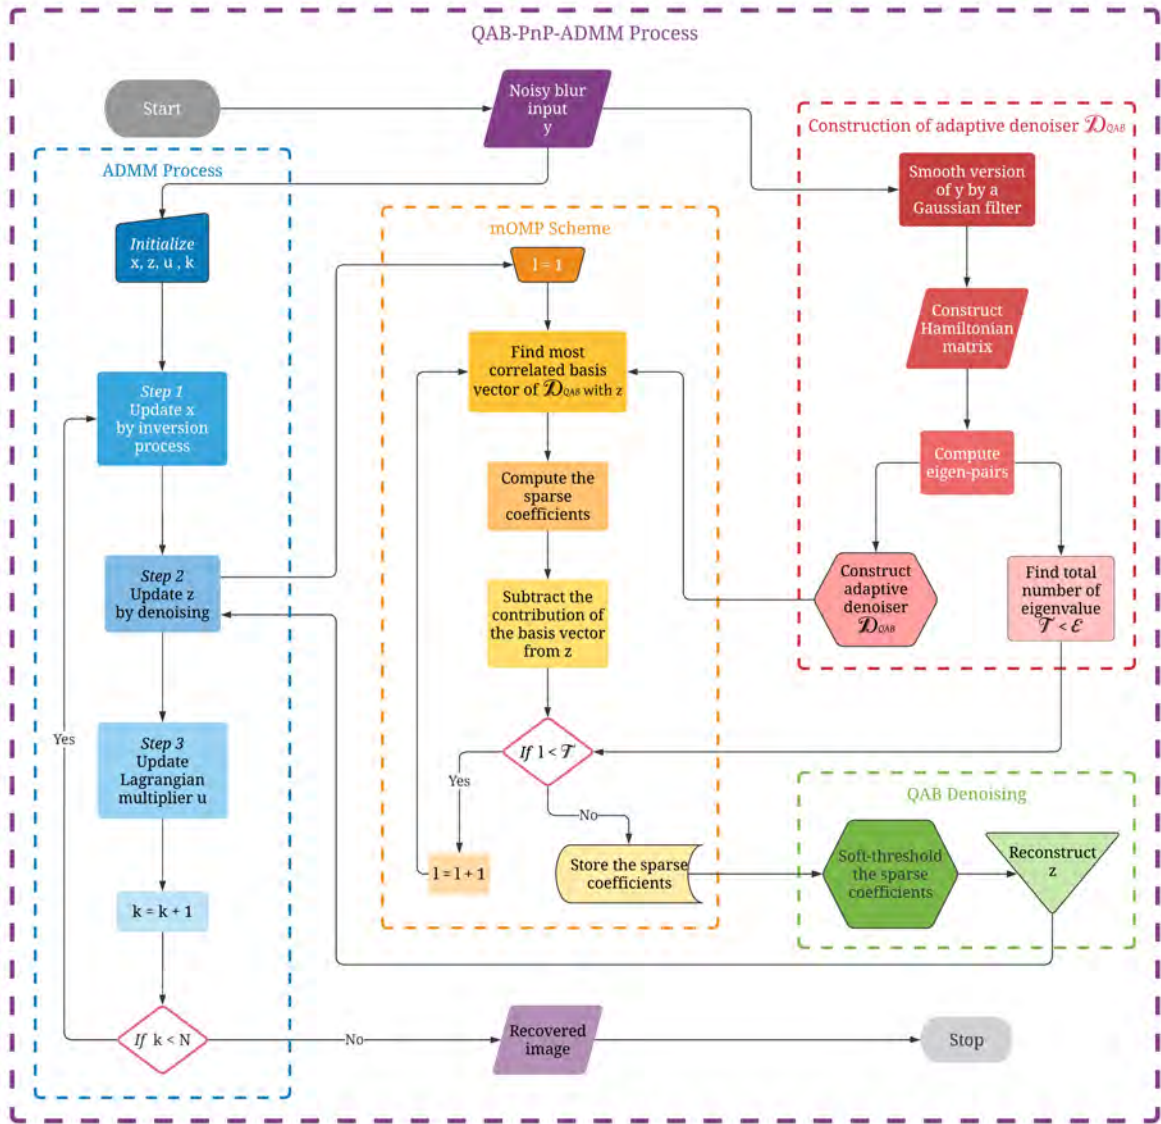 QAB-PnP-ADMM Process
Start
Noisy blur
input
y
ADMM Process
Initialize
x, z, u , k
Step 1
Update x
by inversion
process
Step 2
Update z
by denoising
Step 3
Update
Lagrangian
multiplier u
k = k + 1
If k < N
Yes
No
mOMP Scheme
l = 1
Find most
correlated basis
vector of 𝒟QAB with z
Compute the
sparse
coefficients
Subtract the
contribution of
the basis vector
from z
If l < 𝒯
Yes
No
l = l + 1
Store the sparse
coefficients
Construction of adaptive denoiser 𝒟QAB
Smooth version
of y by a
Gaussian filter
Construct
Hamiltonian
matrix
Compute
eigen-pairs
Construct
adaptive
denoiser
𝒟QAB
Find total
number of
eigenvalue
𝒯 < ℰ
QAB Denoising
Soft-threshold
the sparse
coefficients
Reconstruct
z
Recovered
image
Stop